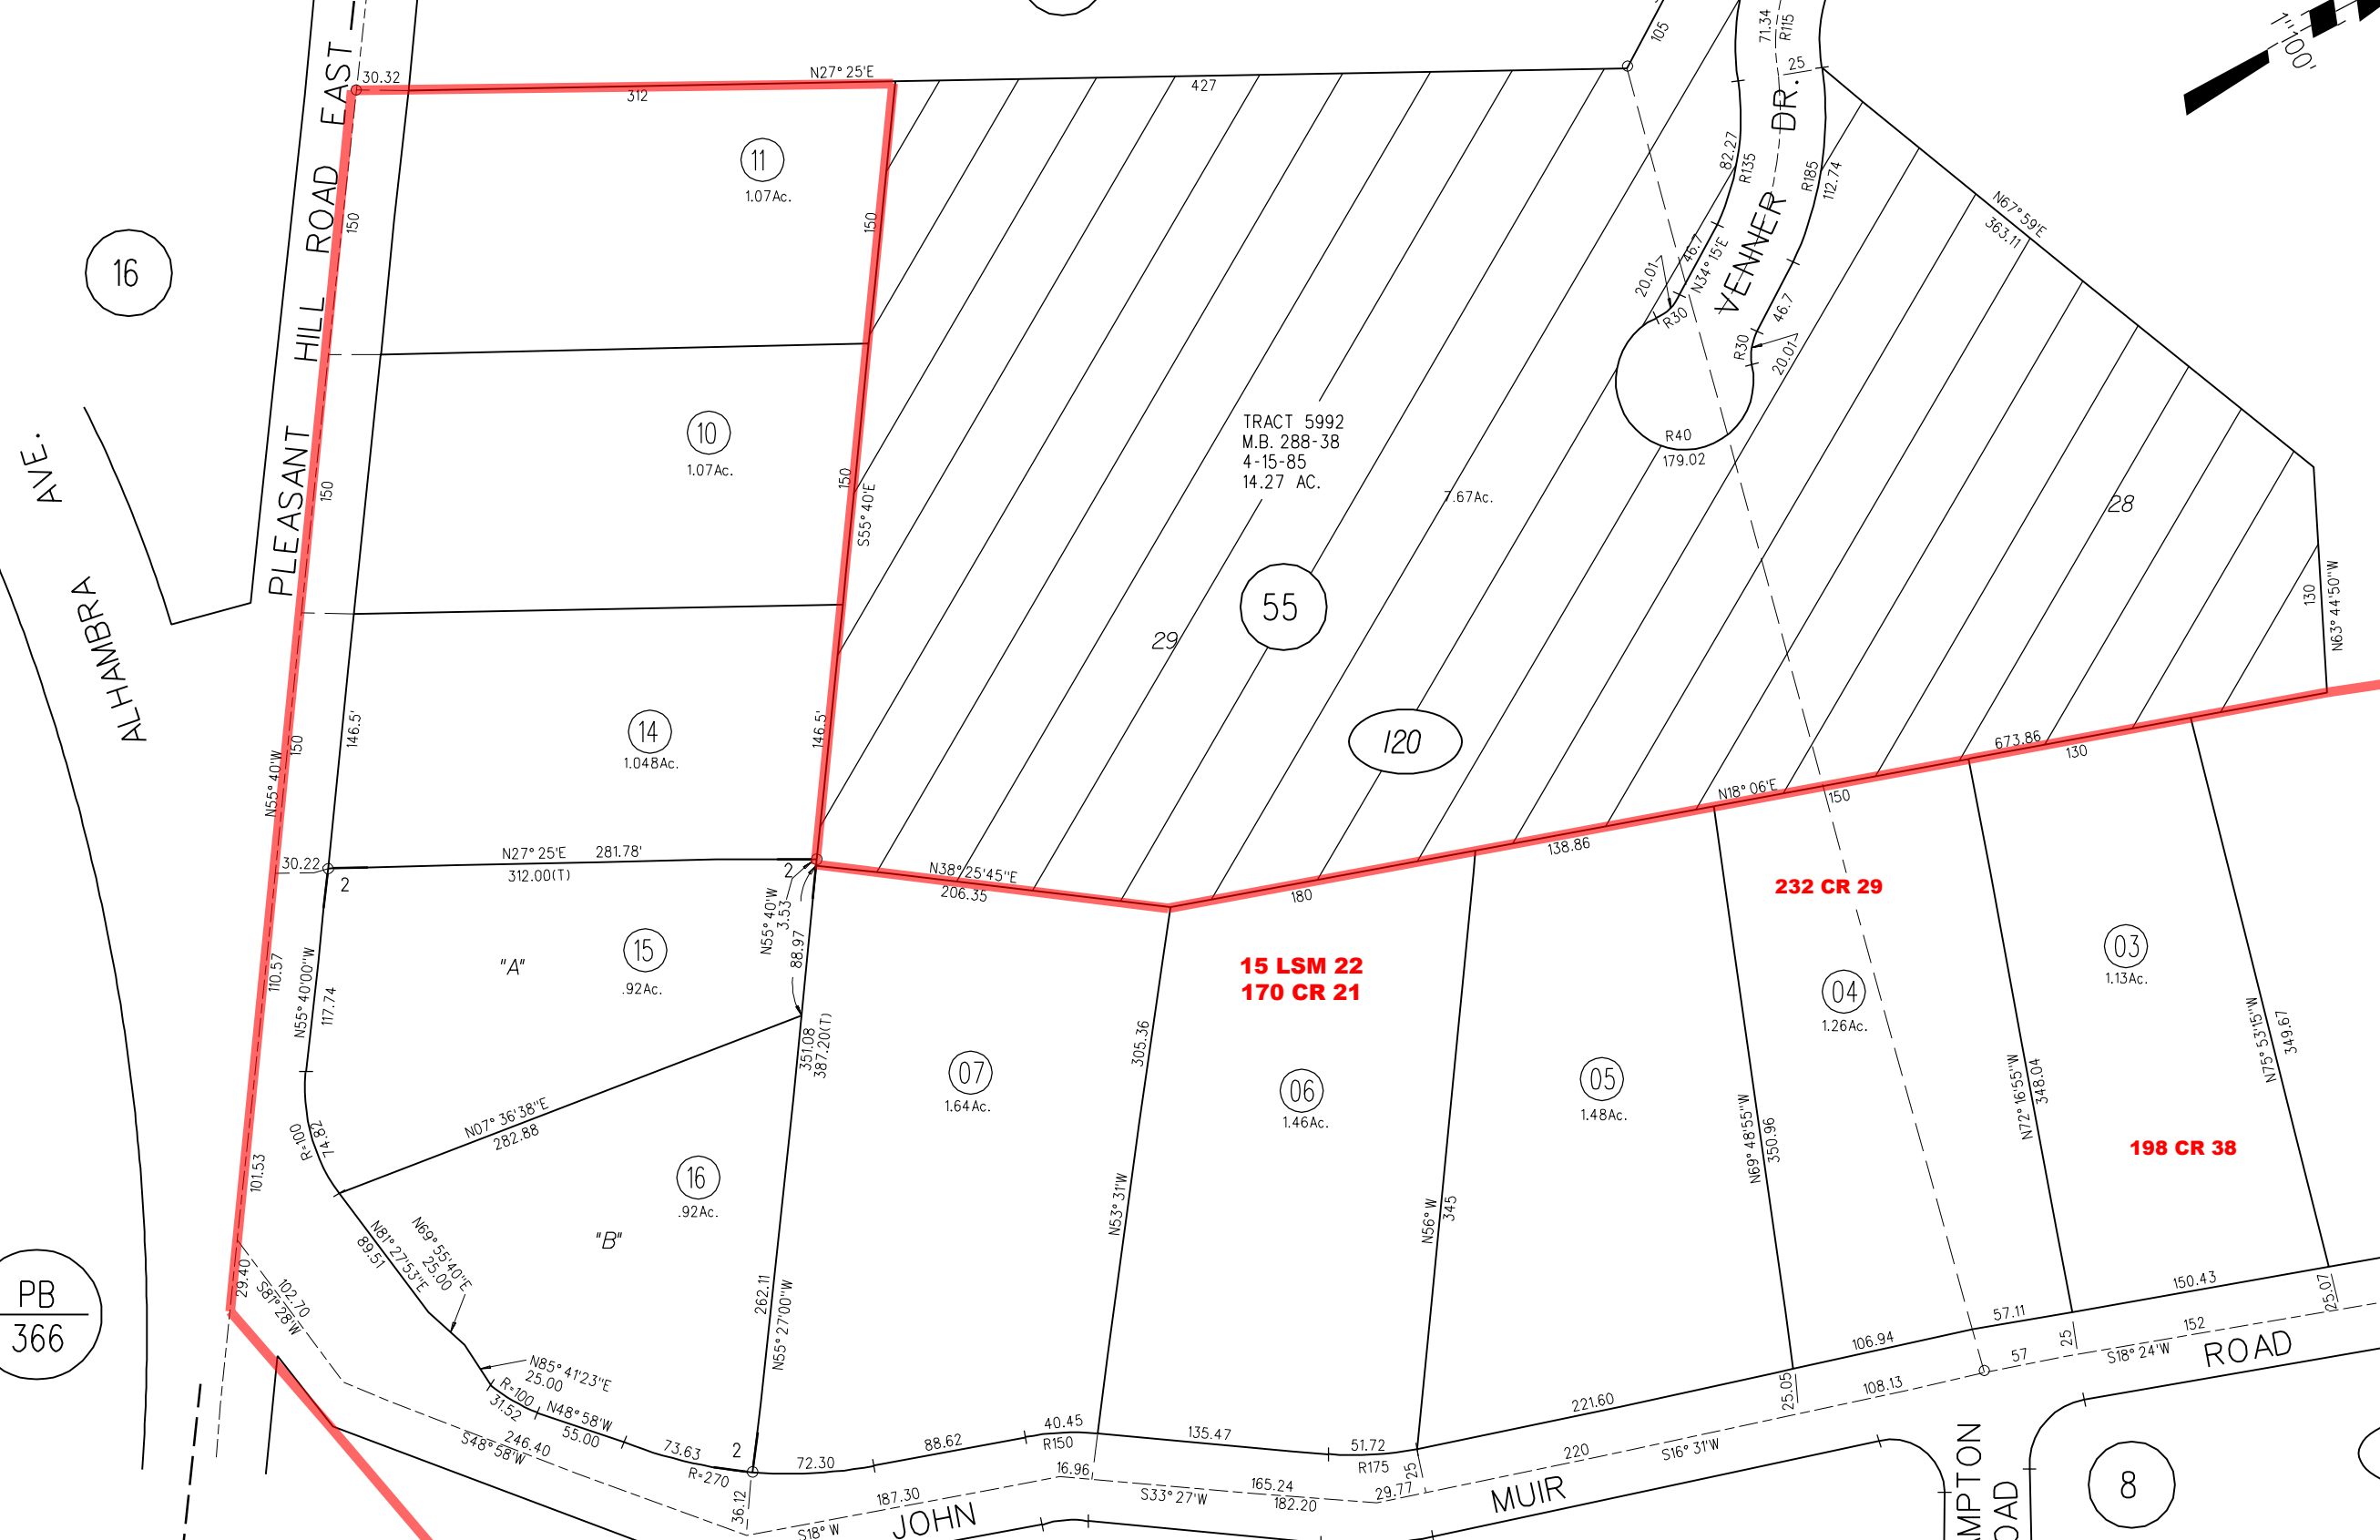 PLEASANT HILL ROAD EAST
30.32
N27° 25'E
312
427
105
71.34
R115
25
VENNER DR.
1"100'
11
1.07Ac.
150
150
82.27
R135
R185
112.74
N67° 59'E
363.11
16
46.7
N34° 15'E
20.01
R30
46.7
R30
20.01
10
1.07Ac.
150
150
S55° 40'E
TRACT 5992
M.B. 288-38
4-15-85
14.27 AC.
R40
179.02
7.67Ac.
28
ALHAMBRA AVE.
55
29
130
N63° 44'50"W
14
1.048Ac.
146.5'
146.5'
150
N55° 40'W
120
673.86
130
N18° 06'E
150
138.86
180
30.22
N27° 25'E 281.78'
312.00(T)
2
2
N38° 25'45"E
206.35
N55° 40'W
3.53
88.97
232 CR 29
15 LSM 22
170 CR 21
"A"
15
.92Ac.
110.57
N55° 40'00"W
117.74
351.08
387.20(T)
305.36
04
1.26Ac.
03
1.13Ac.
N75° 53'15"W
349.67
07
1.64Ac.
06
1.46Ac.
05
1.48Ac.
N72° 16'55"W
348.04
N69° 48'55"W
350.96
198 CR 38
R=100
74.82
N07° 36'38"E
282.88
101.53
16
.92Ac.
"B"
N53° 31'W
N56° W
345
N81° 27'53"E
89.51
N69° 55'40"E
25.00
29.40
102.70
S81° 28'W
262.11
N55° 27'00"W
PB
366
N85° 41'23"E
25.00
R=100
31.52
N48° 58'W
55.00
246.40
S48° 58'W
73.63
R=270
2
72.30
88.62
40.45
R150
135.47
51.72
R175
25
221.60
106.94
57.11
150.43
25.07
25
152
57
S18° 24'W
ROAD
25.05
108.13
220
S16° 31'W
16.96
165.24
182.20
S33° 27'W
29.77
187.30
36.12
S18° W
JOHN MUIR
MPTON
OAD
8